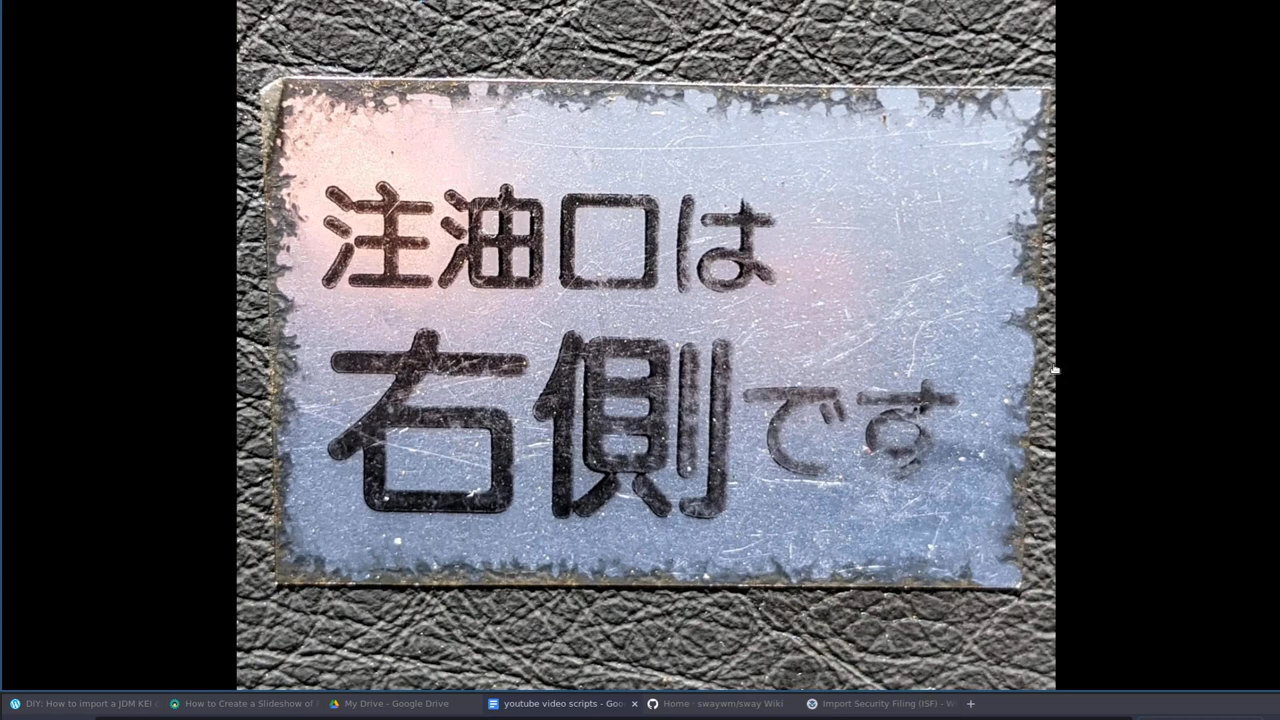 注油口は
右側です
DIY: How to import a JDM KEI
How to Create a Slideshow of
My Drive - Google Drive
youtube video scripts - Goo
Home · swaywm/sway Wiki
Import Security Filing (ISF) - W